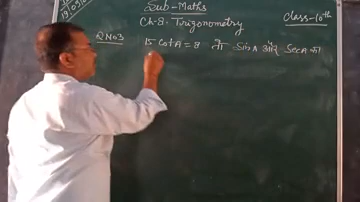 Sub- Maths
Ch-8. Trigonometry
Class-10th
QNO3
15 Cot A = 8 तो Sin A और Sec A का